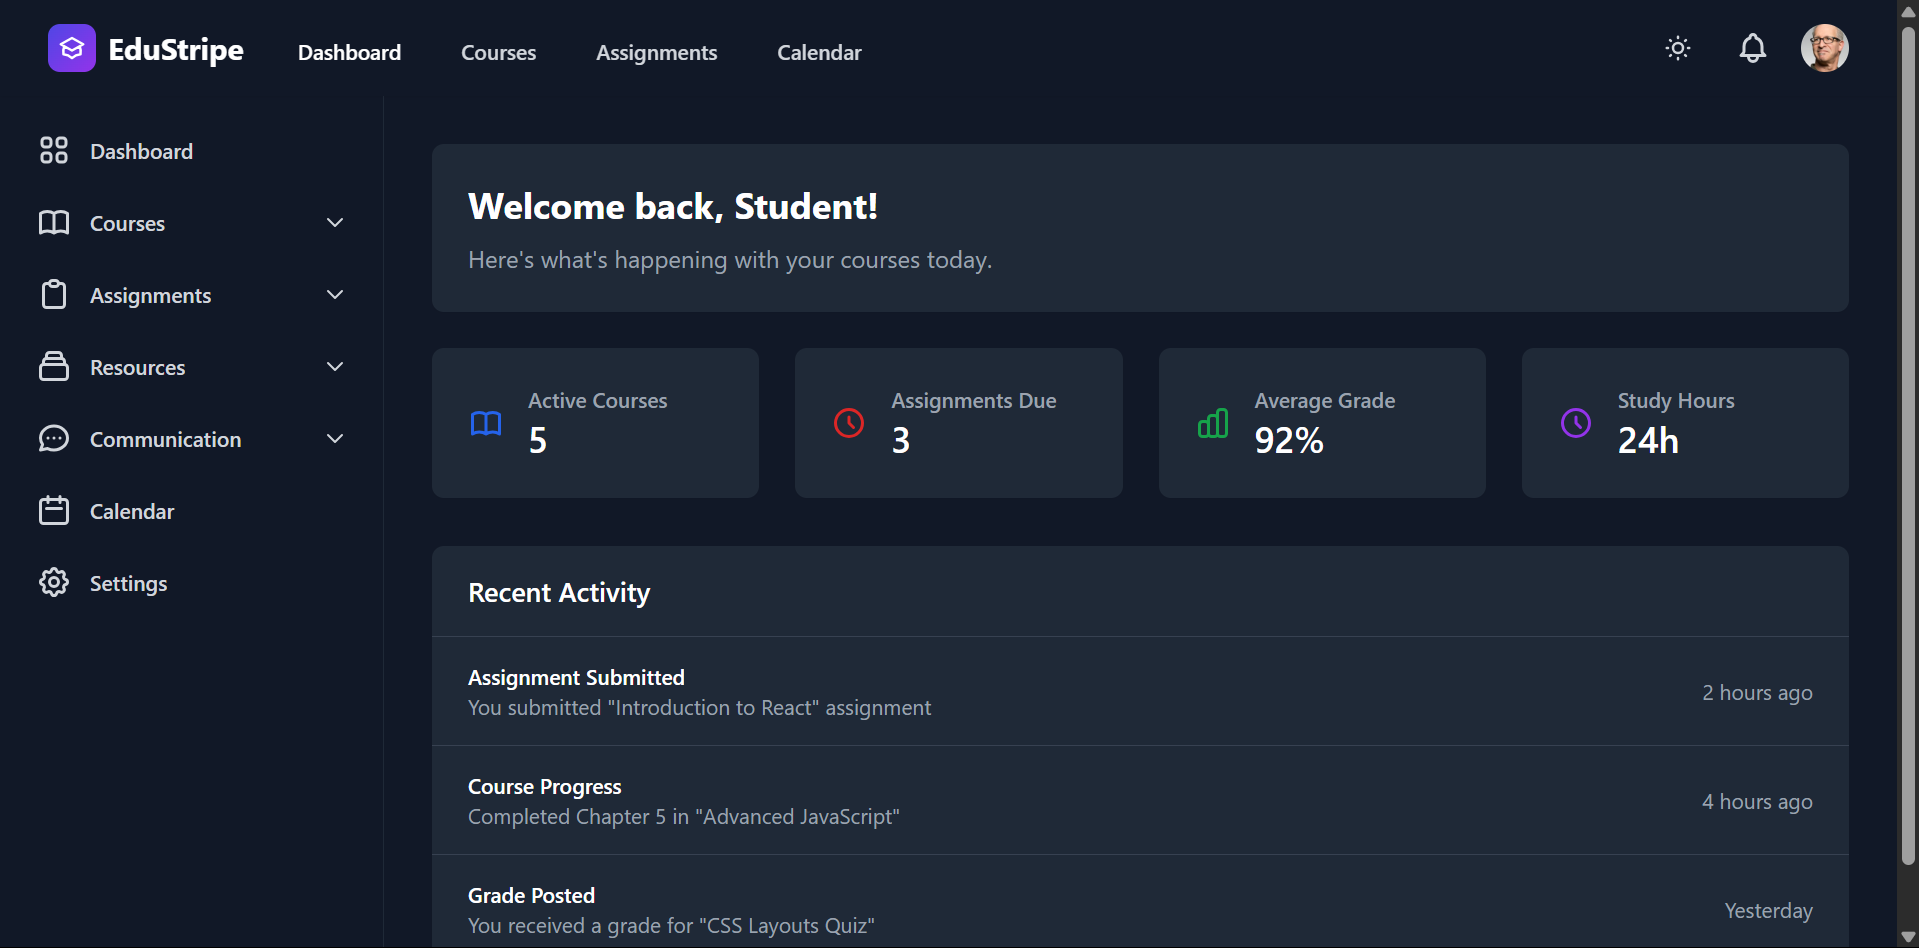 EduStripe
Dashboard
Courses
Assignments
Calendar
Dashboard
Courses
Assignments
Resources
Communication
Calendar
Settings
Welcome back, Student!
Here's what's happening with your courses today.
Active Courses
5
Assignments Due
3
Average Grade
92%
Study Hours
24h
Recent Activity
Assignment Submitted
You submitted "Introduction to React" assignment
2 hours ago
Course Progress
Completed Chapter 5 in "Advanced JavaScript"
4 hours ago
Grade Posted
You received a grade for "CSS Layouts Quiz"
Yesterday